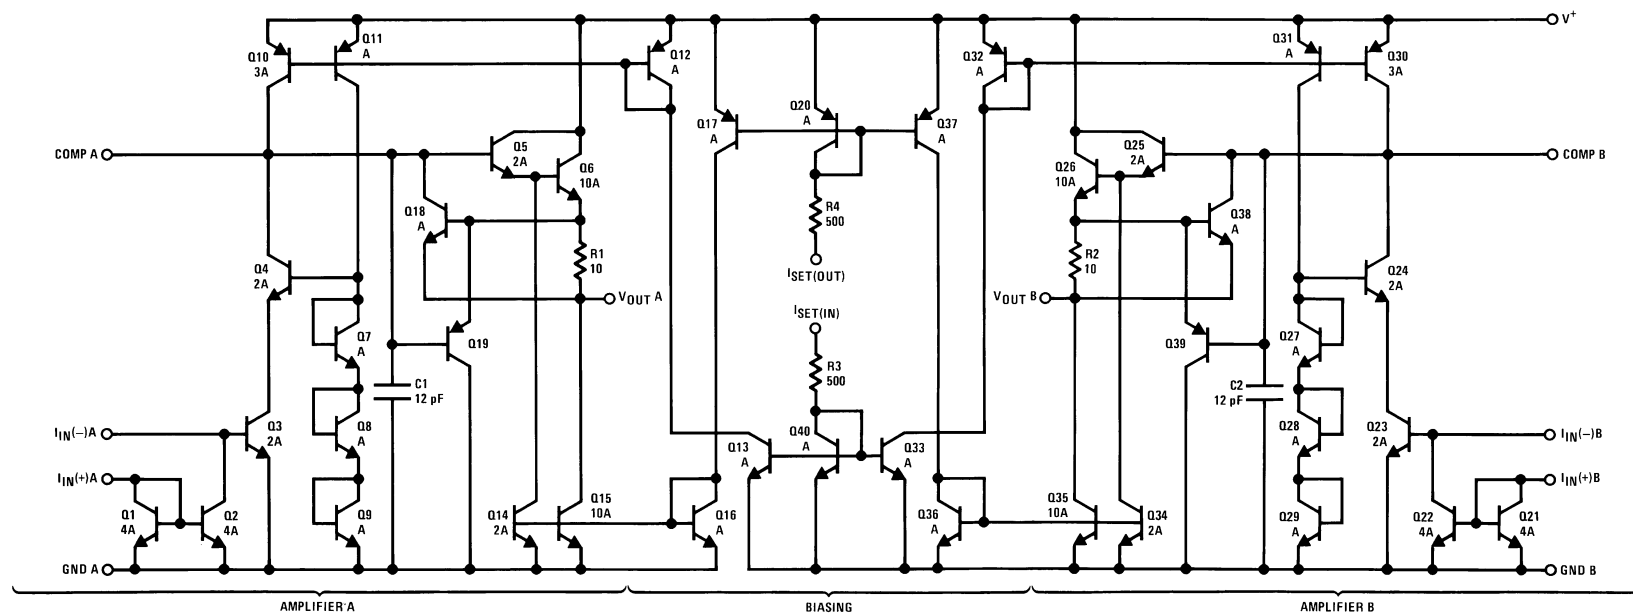 V+
Q10
3A
Q11
A
Q12
A
Q32
A
Q31
A
Q30
3A
Q17
A
Q20
A
Q37
A
COMP A
Q5
2A
Q6
10A
Q26
10A
Q25
2A
COMP B
Q18
A
R4
500
Q38
A
R1
10
R2
10
Q4
2A
ISET(OUT)
Q24
2A
VOUT A
VOUT B
ISET(IN)
Q7
A
Q19
Q39
Q27
A
R3
500
C1
12 pF
C2
12 pF
IIN(−)A
Q3
2A
Q8
A
Q13
A
Q40
A
Q33
A
Q28
A
Q23
2A
IIN(−)B
IIN(+)A
IIN(+)B
Q1
4A
Q2
4A
Q9
A
Q14
2A
Q15
10A
Q16
A
Q36
A
Q35
10A
Q34
2A
Q29
A
Q22
4A
Q21
4A
GND A
GND B
AMPLIFIER A
BIASING
AMPLIFIER B